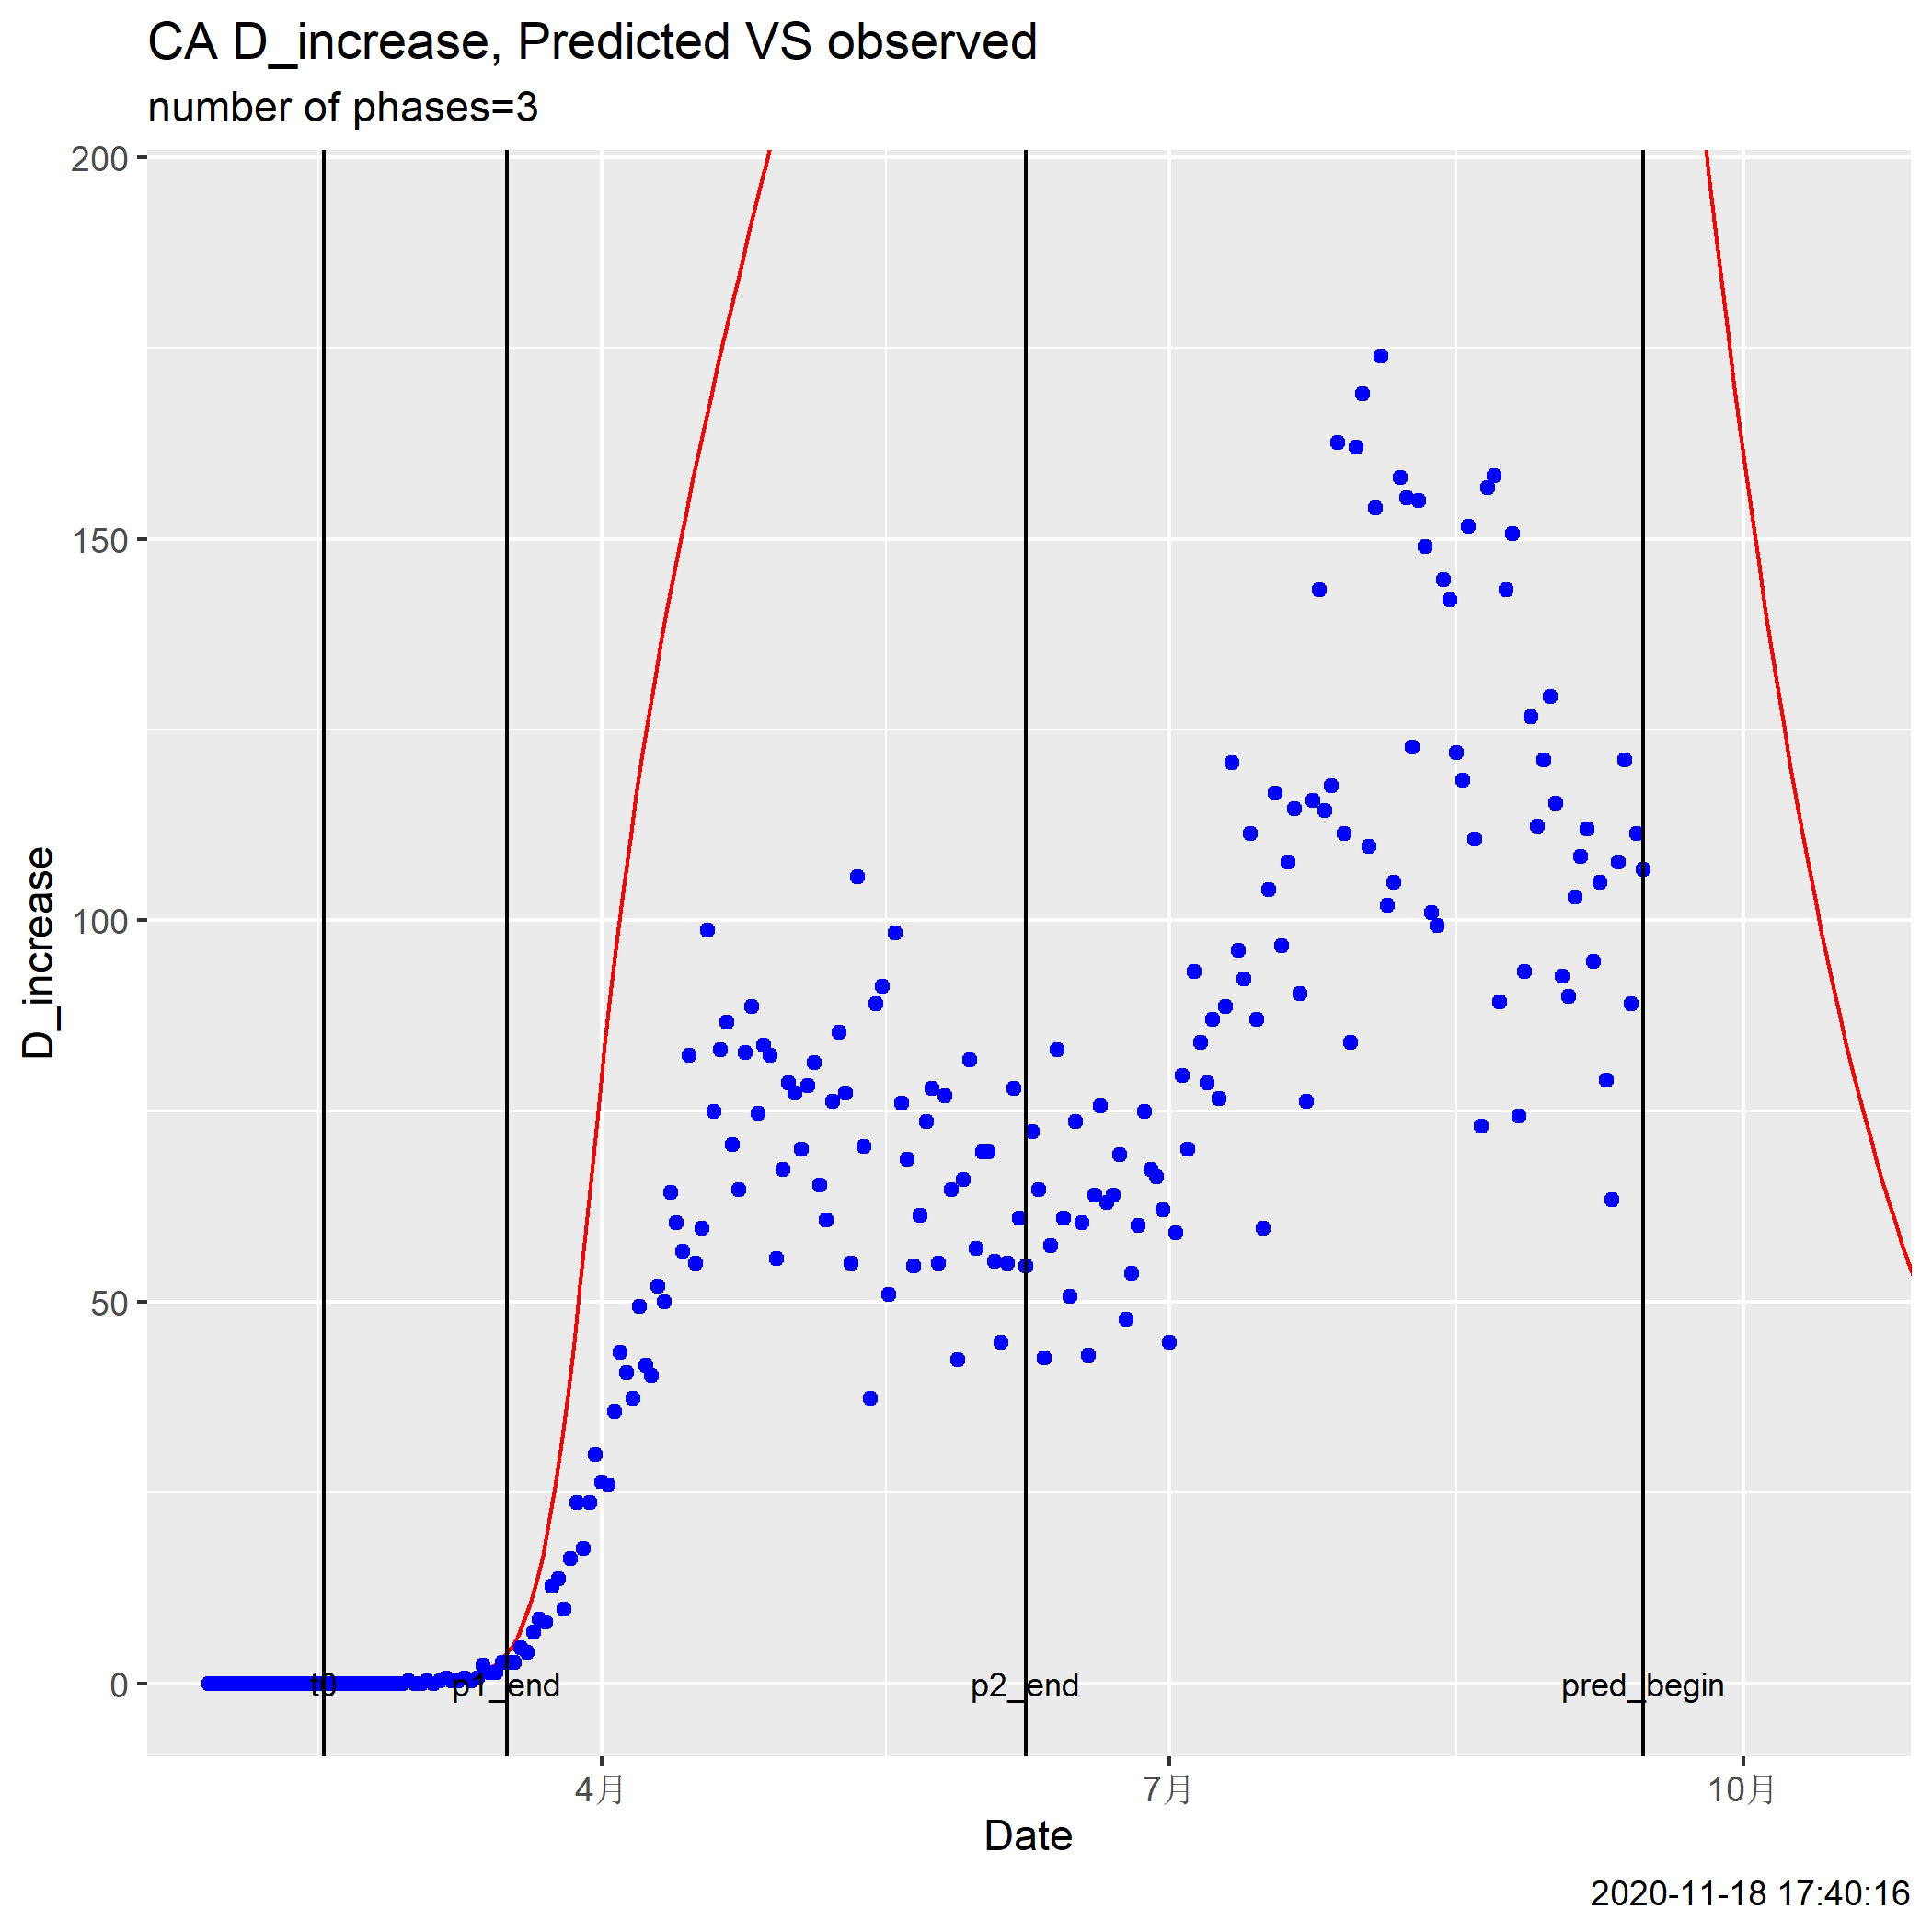 CA D_increase, Predicted VS observed
number of phases=3
200
150
100
50
0
D_increase
t0
p1_end
p2_end
pred_begin
4月
7月
10月
Date
2020-11-18 17:40:16